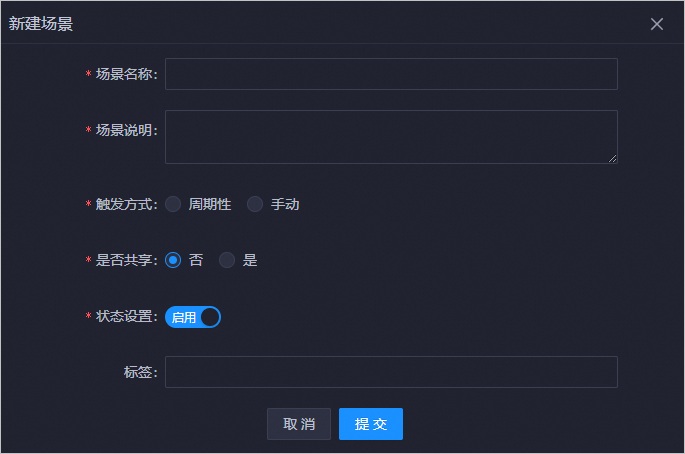 新建场景
* 场景名称:
* 场景说明:
* 触发方式: 周期性 手动
* 是否共享: 否 是
* 状态设置: 启用
标签:
取消 提交